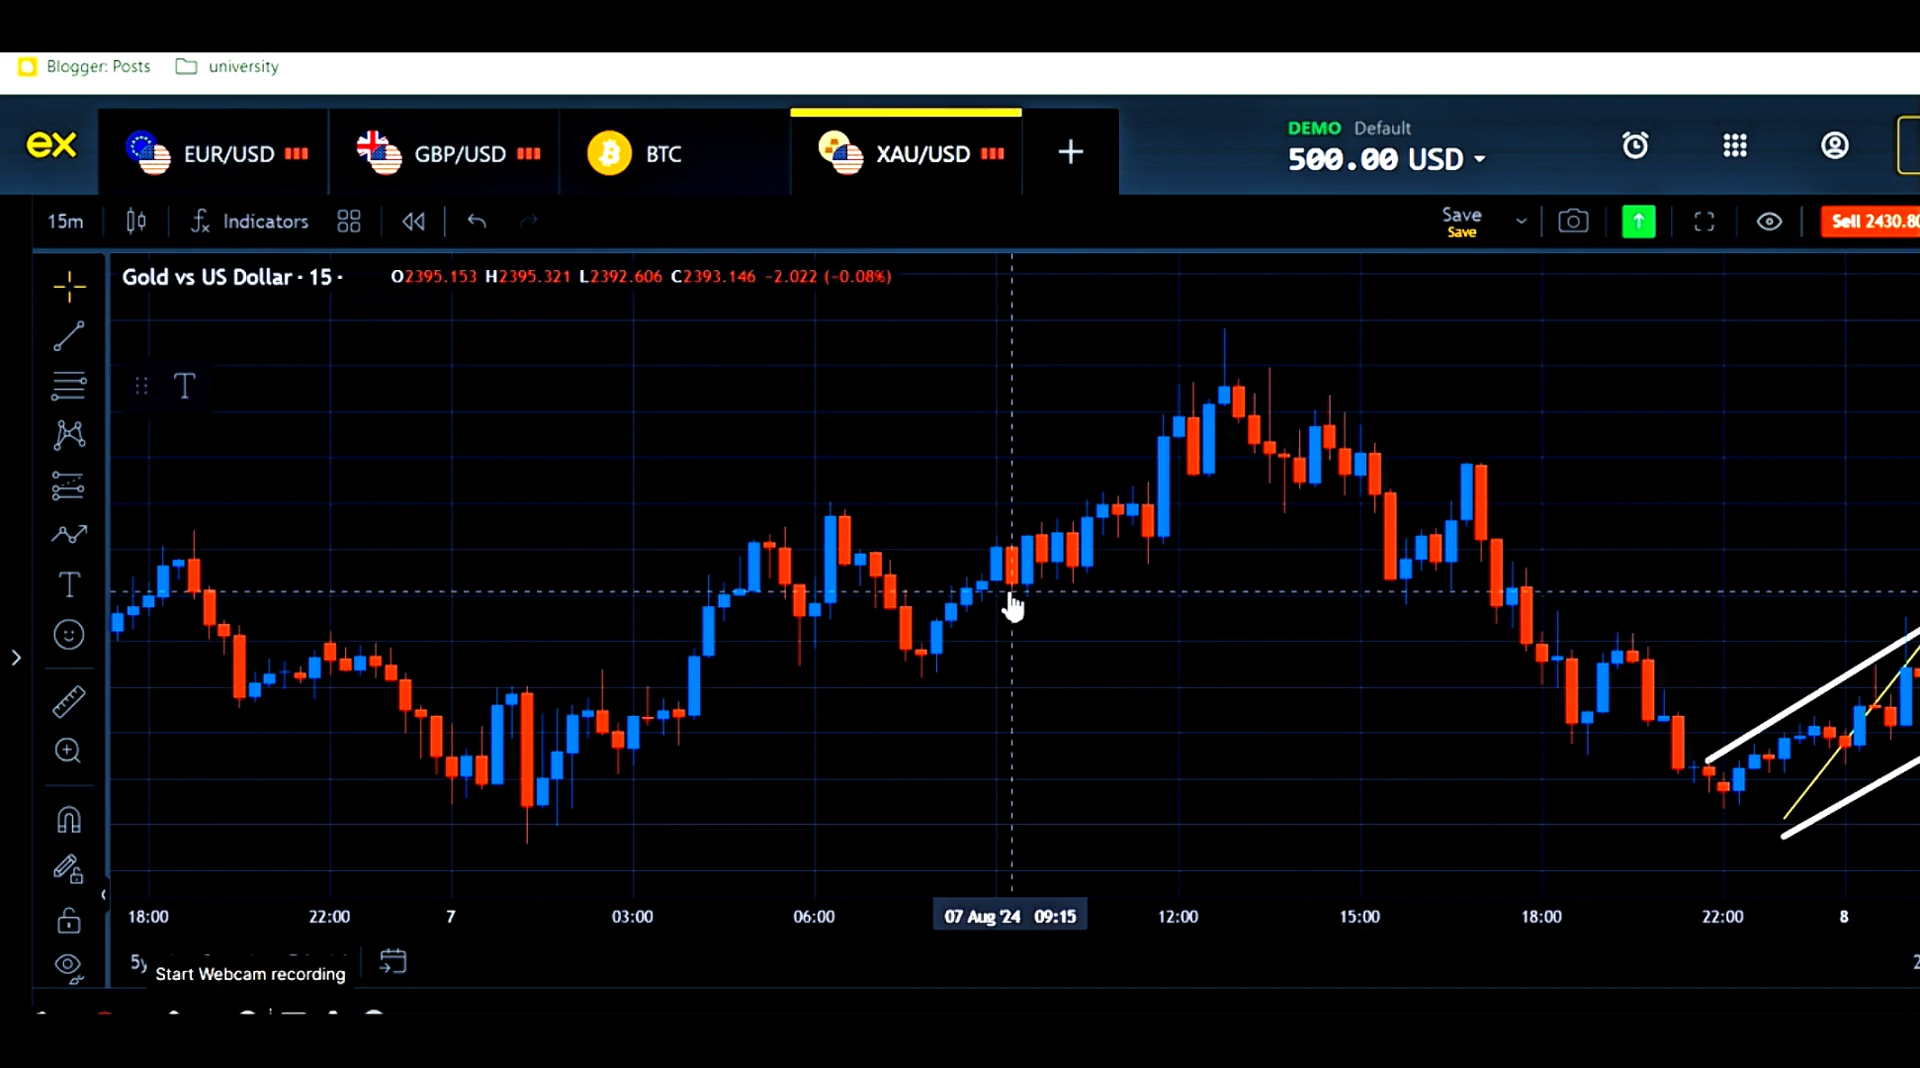 Blogger: Posts university
ex EUR/USD GBP/USD BTC XAU/USD + DEMO Default
500.00 USD
15m Indicators Save Save Sell 2430.80
Gold vs US Dollar · 15 · O2395.153 H2395.321 L2392.606 C2393.146 −2.022 (−0.08%)
T
T
18:00 22:00 7 03:00 06:00 07 Aug '24 09:15 12:00 15:00 18:00 22:00 8
5y
Start Webcam recording